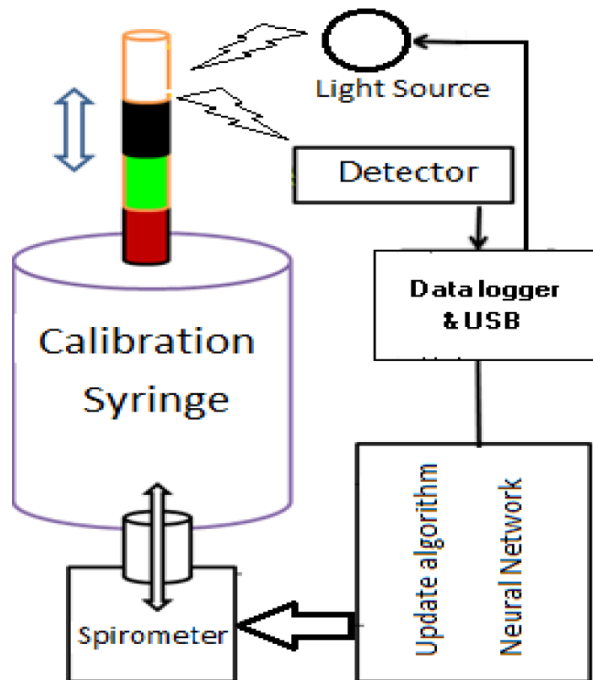 Light Source
Detector
Data logger
& USB
Calibration
Syringe
Update algorithm
Neural Network
Spirometer